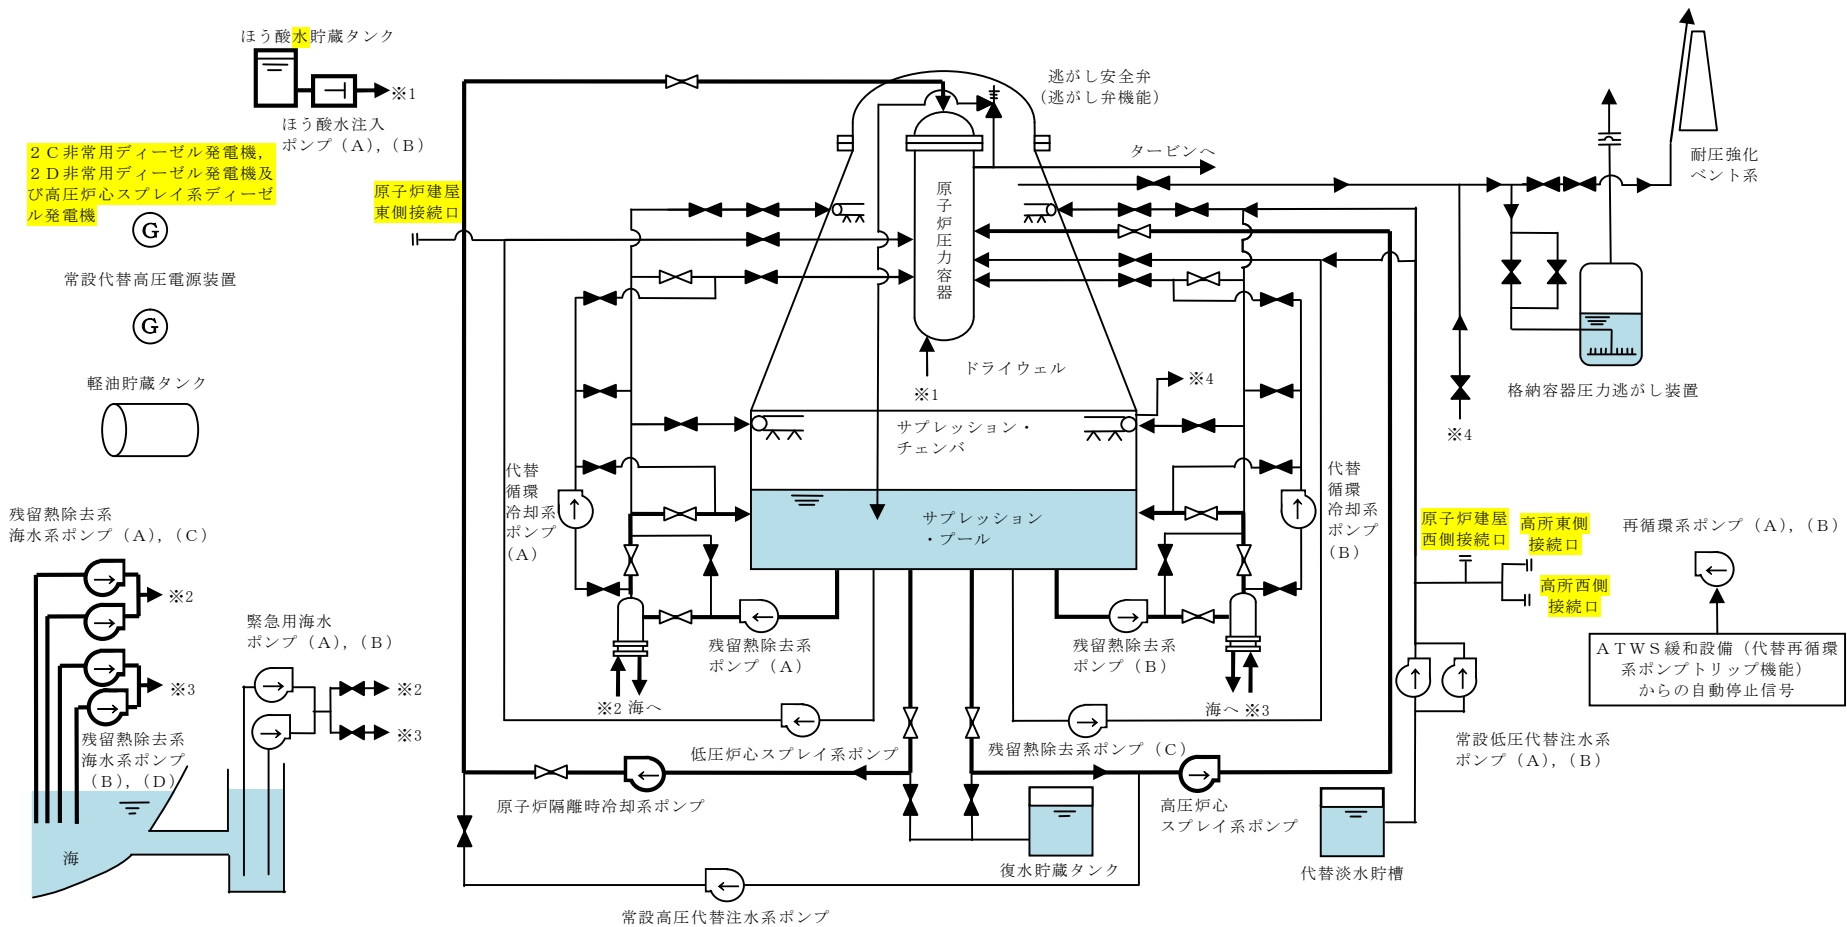 ほう酸水貯蔵タンク
※1
ほう酸水注入
ポンプ（A），（B）
２Ｃ非常用ディーゼル発電機，
２Ｄ非常用ディーゼル発電機及
び高圧炉心スプレイ系ディーゼ
ル発電機
G
常設代替高圧電源装置
G
軽油貯蔵タンク
原子炉建屋
東側接続口
逃がし安全弁
（逃がし弁機能）
タービンへ
原子炉圧力容器
※1
ドライウェル
※4
サプレッション・
チェンバ
サプレッション
・プール
耐圧強化
ベント系
格納容器圧力逃がし装置
※4
代替
循環
冷却系
ポンプ
（A）
代替
循環
冷却系
ポンプ
（B）
残留熱除去系
海水系ポンプ（A），（C）
※2
※3
残留熱除去系
海水系ポンプ
（B），（D）
海
緊急用海水
ポンプ（A），（B）
※2
※3
残留熱除去系
ポンプ（A）
※2 海へ
残留熱除去系
ポンプ（B）
海へ ※3
低圧炉心スプレイ系ポンプ
残留熱除去系ポンプ（C）
原子炉隔離時冷却系ポンプ
高圧炉心
スプレイ系ポンプ
復水貯蔵タンク
常設高圧代替注水系ポンプ
原子炉建屋
西側接続口
高所東側
接続口
高所西側
接続口
再循環系ポンプ（A），（B）
ＡＴＷＳ緩和設備（代替再循環
系ポンプトリップ機能）
からの自動停止信号
常設低圧代替注水系
ポンプ（A），（B）
代替淡水貯槽